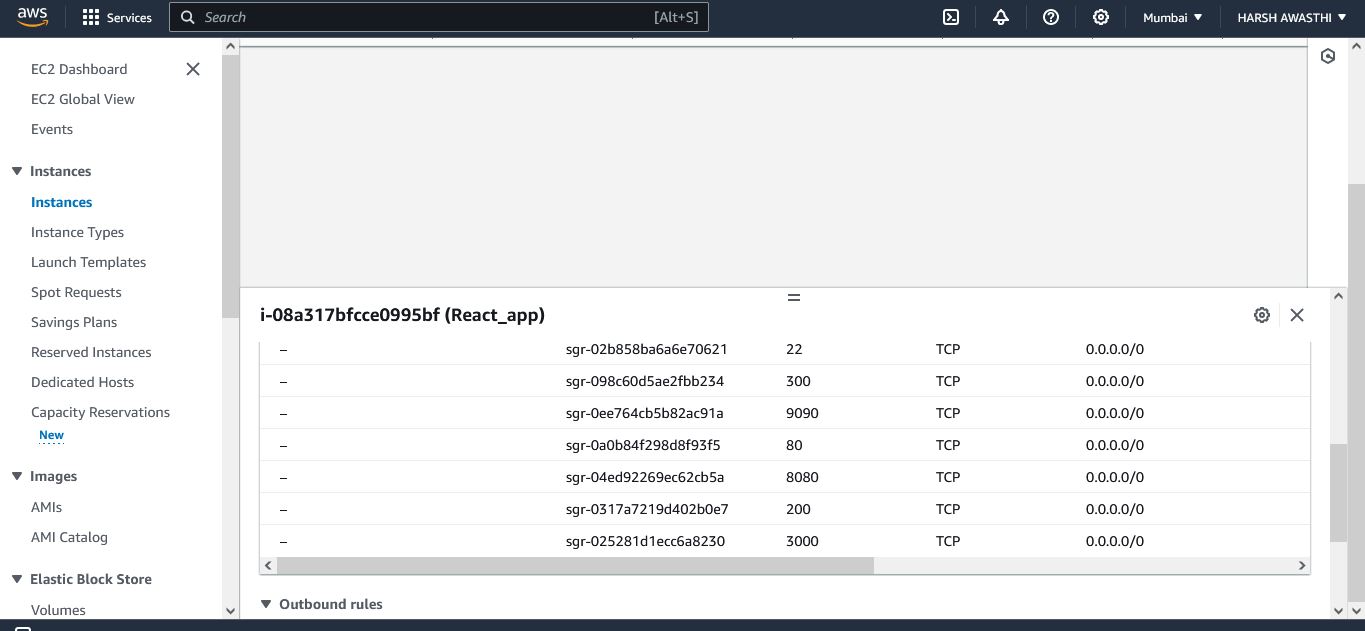 aws Services Search [Alt+S] Mumbai HARSH AWASTHI
EC2 Dashboard
EC2 Global View
Events
Instances
Instances
Instance Types
Launch Templates
Spot Requests
Savings Plans
Reserved Instances
Dedicated Hosts
Capacity Reservations
New
Images
AMIs
AMI Catalog
Elastic Block Store
Volumes
i-08a317bfcce0995bf (React_app)
– sgr-02b858ba6a6e70621 22 TCP 0.0.0.0/0
– sgr-098c60d5ae2fbb234 300 TCP 0.0.0.0/0
– sgr-0ee764cb5b82ac91a 9090 TCP 0.0.0.0/0
– sgr-0a0b84f298d8f93f5 80 TCP 0.0.0.0/0
– sgr-04ed92269ec62cb5a 8080 TCP 0.0.0.0/0
– sgr-0317a7219d402b0e7 200 TCP 0.0.0.0/0
– sgr-025281d1ecc6a8230 3000 TCP 0.0.0.0/0
Outbound rules